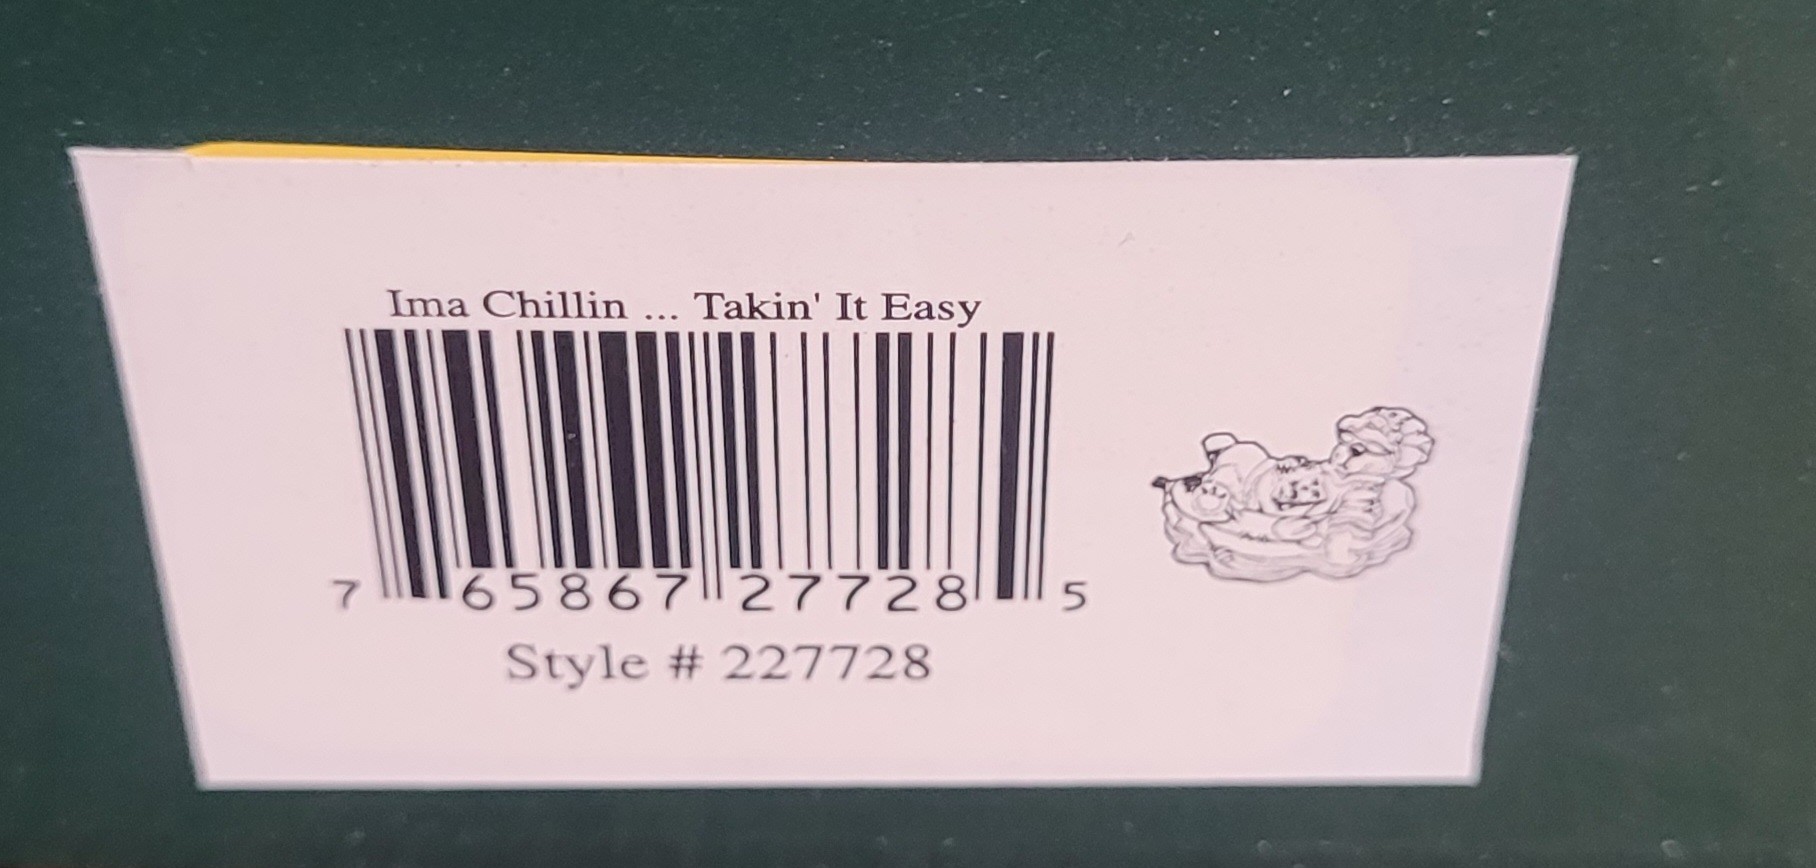 Ima Chillin ... Takin' It Easy
7 65867 27728 5
Style # 227728